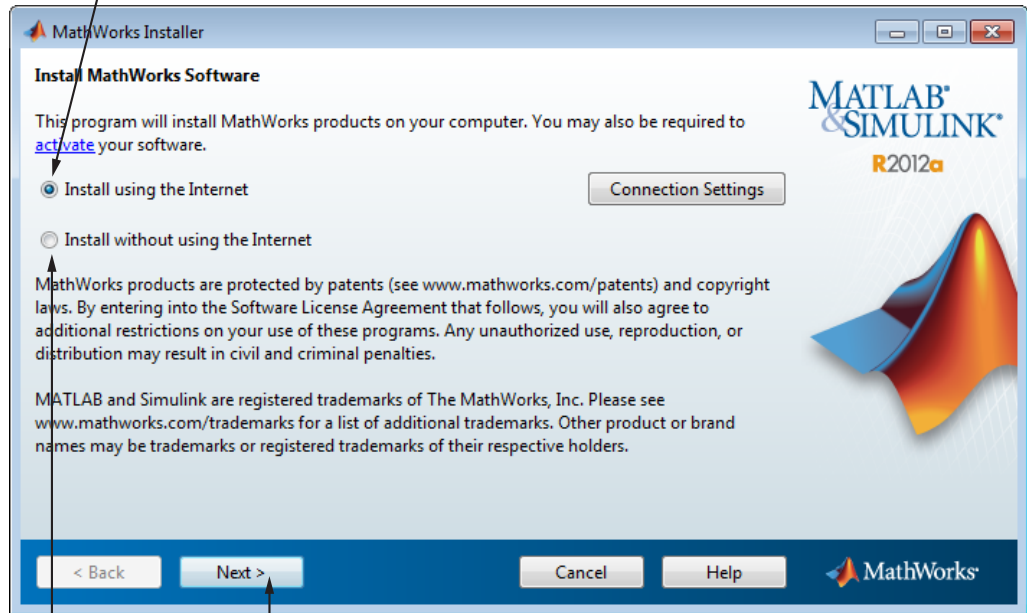 MathWorks Installer
Install MathWorks Software
This program will install MathWorks products on your computer. You may also be required to
activate your software.
Install using the Internet
Connection Settings
Install without using the Internet
MathWorks products are protected by patents (see www.mathworks.com/patents) and copyright
laws. By entering into the Software License Agreement that follows, you will also agree to
additional restrictions on your use of these programs. Any unauthorized use, reproduction, or
distribution may result in civil and criminal penalties.
MATLAB and Simulink are registered trademarks of The MathWorks, Inc. Please see
www.mathworks.com/trademarks for a list of additional trademarks. Other product or brand
names may be trademarks or registered trademarks of their respective holders.
MATLAB®
&SIMULINK®
R2012a
< Back
Next >
Cancel
Help
MathWorks®